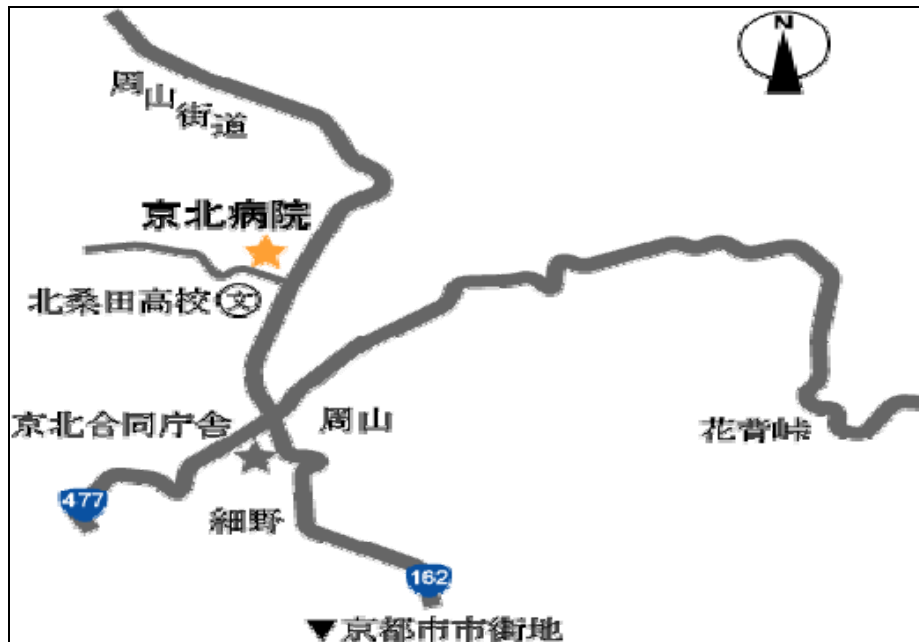 N
周山街道
京北病院
北桑田高校
文
京北合同庁舎
周山
花背峠
477
細野
162
▼京都市市街地